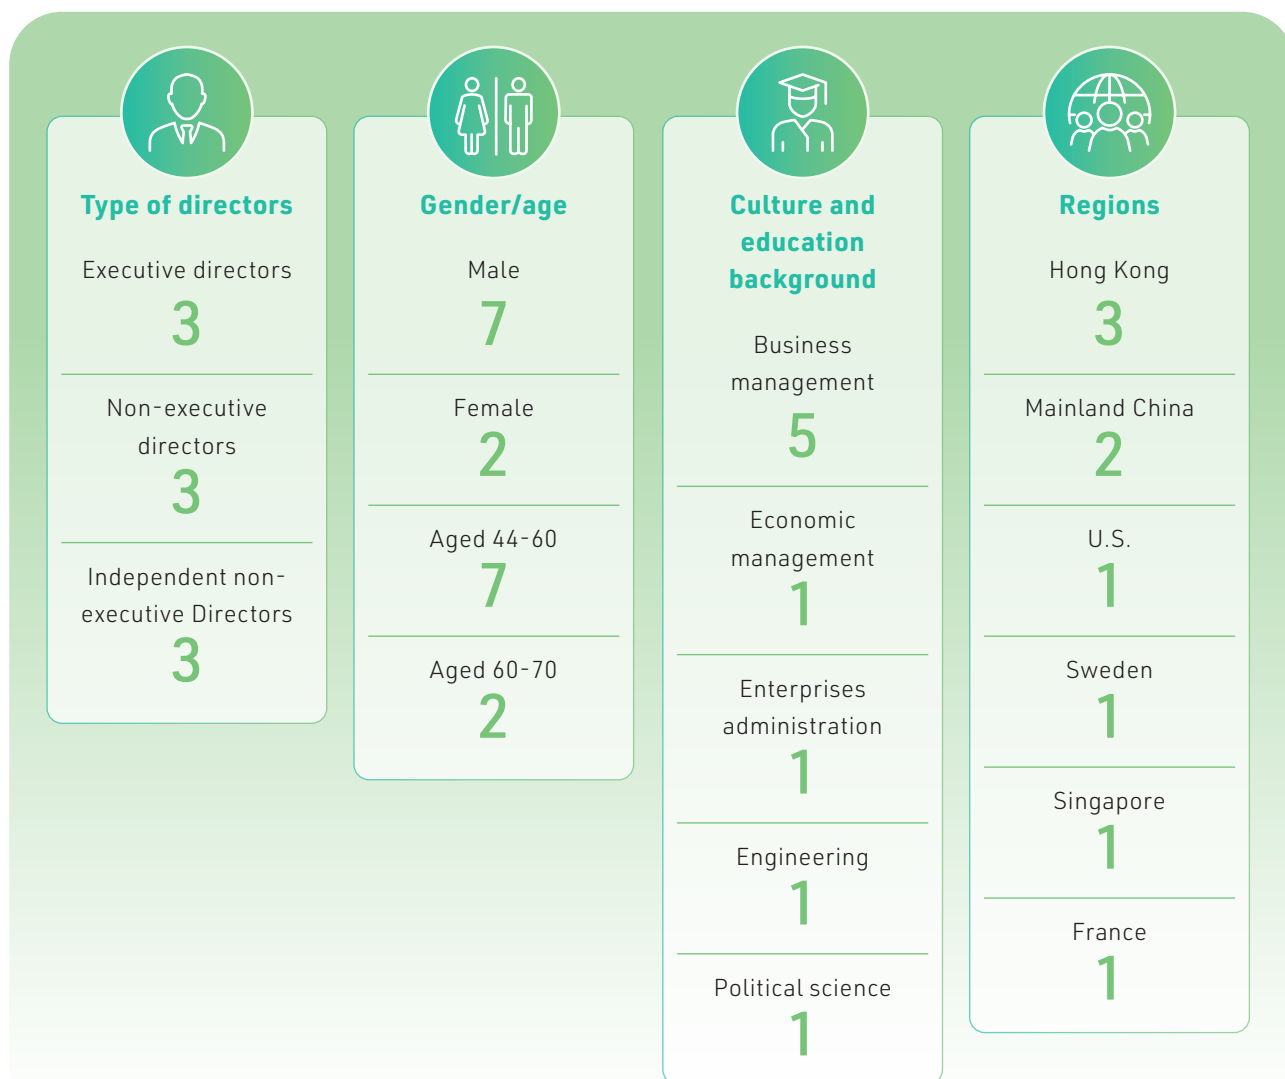 Type of directors
Executive directors
3
Non-executive
directors
3
Independent non-
executive Directors
3
Gender/age
Male
7
Female
2
Aged 44-60
7
Aged 60-70
2
Culture and
education
background
Business
management
5
Economic
management
1
Enterprises
administration
1
Engineering
1
Political science
1
Regions
Hong Kong
3
Mainland China
2
U.S.
1
Sweden
1
Singapore
1
France
1